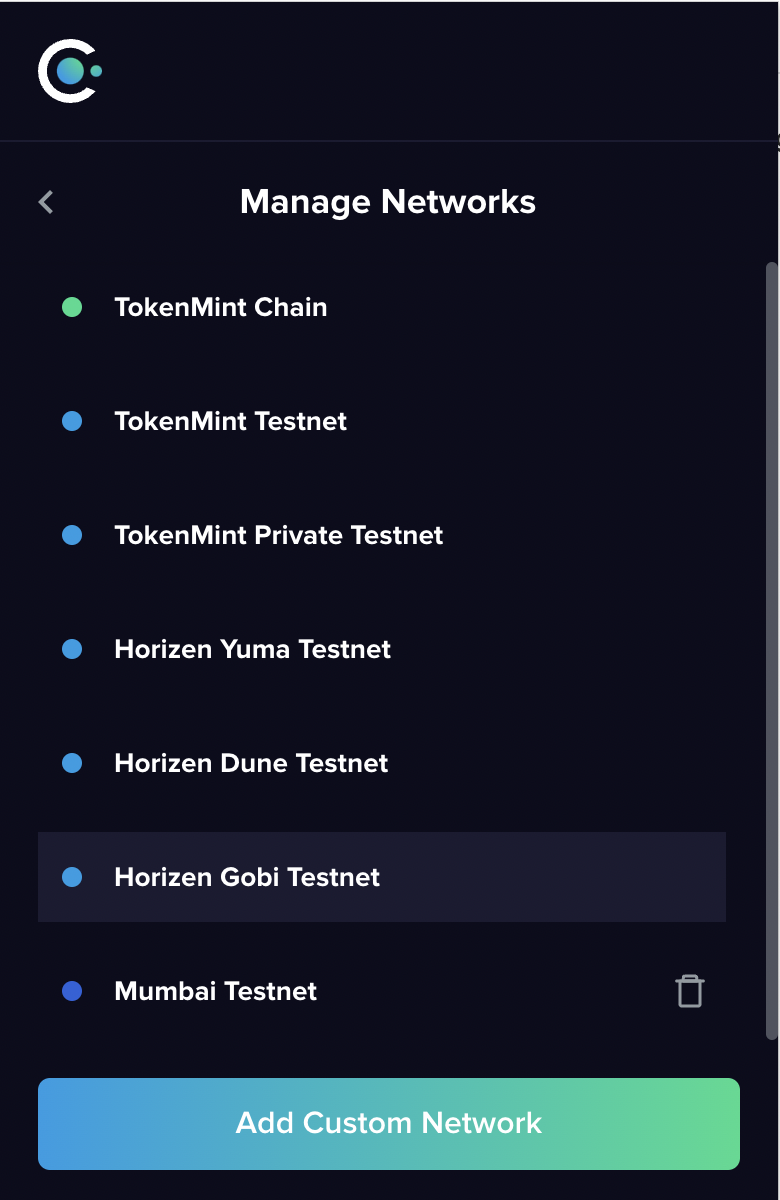 Manage Networks
TokenMint Chain
TokenMint Testnet
TokenMint Private Testnet
Horizen Yuma Testnet
Horizen Dune Testnet
Horizen Gobi Testnet
Mumbai Testnet
Add Custom Network